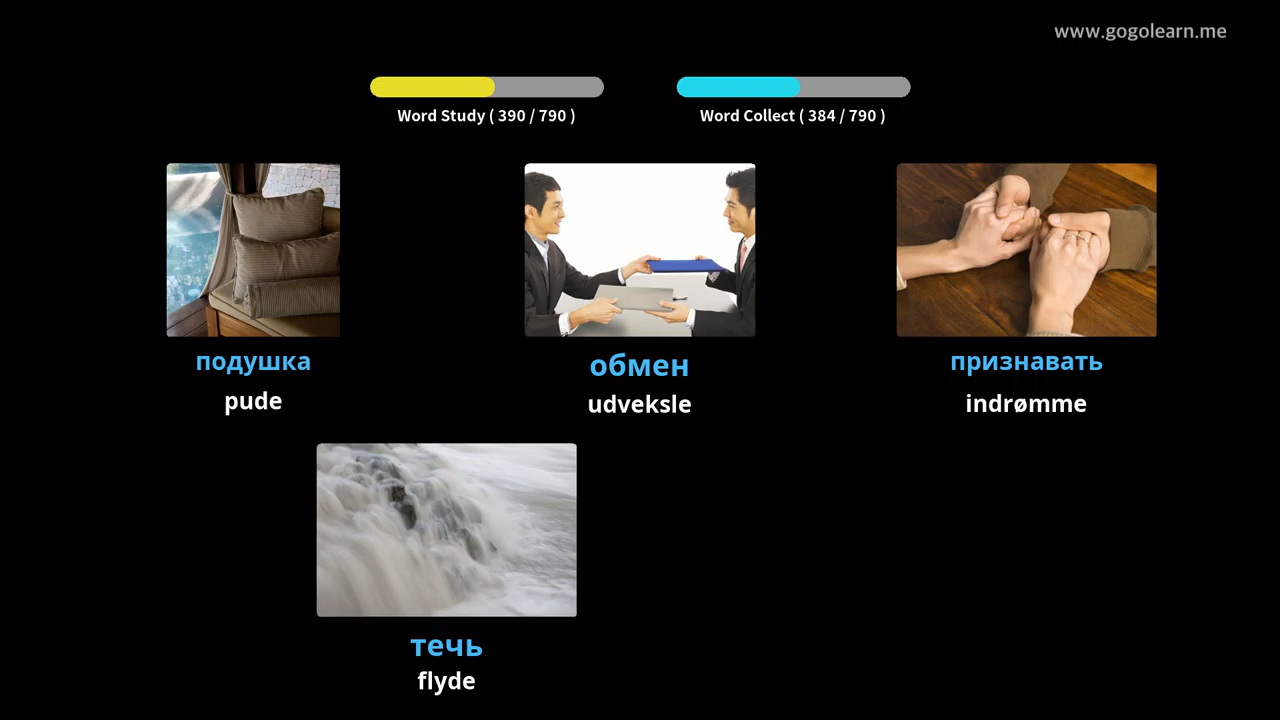 www.gogolearn.me
Word Study ( 390 / 790 )
Word Collect ( 384 / 790 )
подушка
pude
обмен
udveksle
признавать
indrømme
течь
flyde